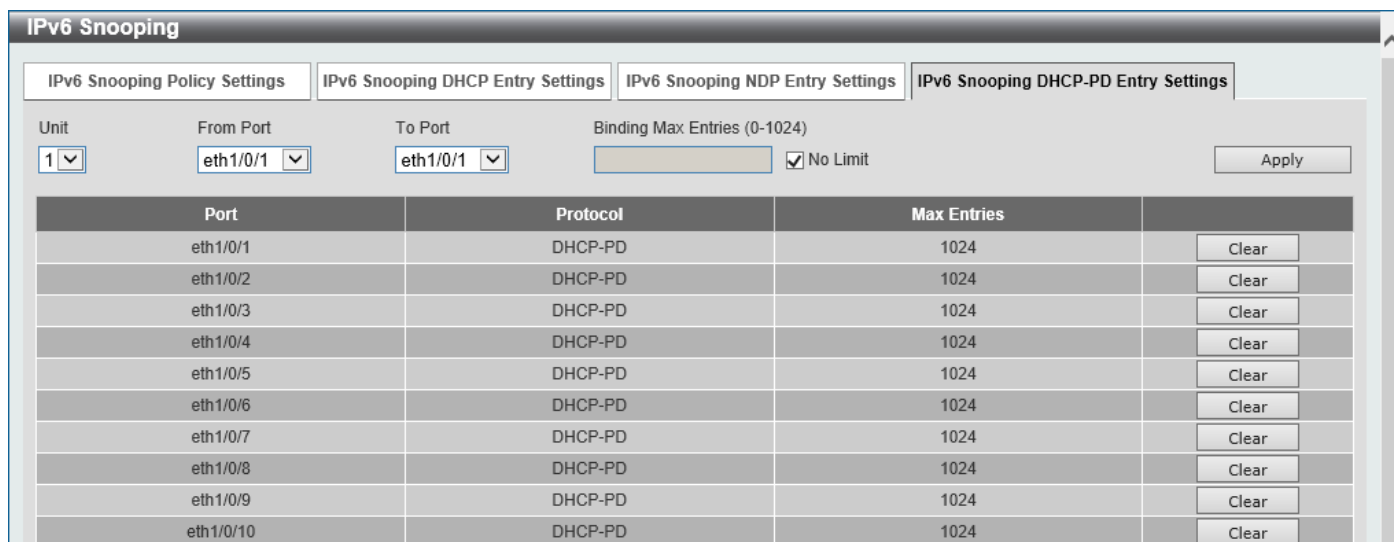 IPv6 Snooping
IPv6 Snooping Policy Settings IPv6 Snooping DHCP Entry Settings IPv6 Snooping NDP Entry Settings IPv6 Snooping DHCP-PD Entry Settings
Unit From Port To Port Binding Max Entries (0-1024)
1 eth1/0/1 eth1/0/1 No Limit Apply
Port Protocol Max Entries
eth1/0/1 DHCP-PD 1024 Clear
eth1/0/2 DHCP-PD 1024 Clear
eth1/0/3 DHCP-PD 1024 Clear
eth1/0/4 DHCP-PD 1024 Clear
eth1/0/5 DHCP-PD 1024 Clear
eth1/0/6 DHCP-PD 1024 Clear
eth1/0/7 DHCP-PD 1024 Clear
eth1/0/8 DHCP-PD 1024 Clear
eth1/0/9 DHCP-PD 1024 Clear
eth1/0/10 DHCP-PD 1024 Clear